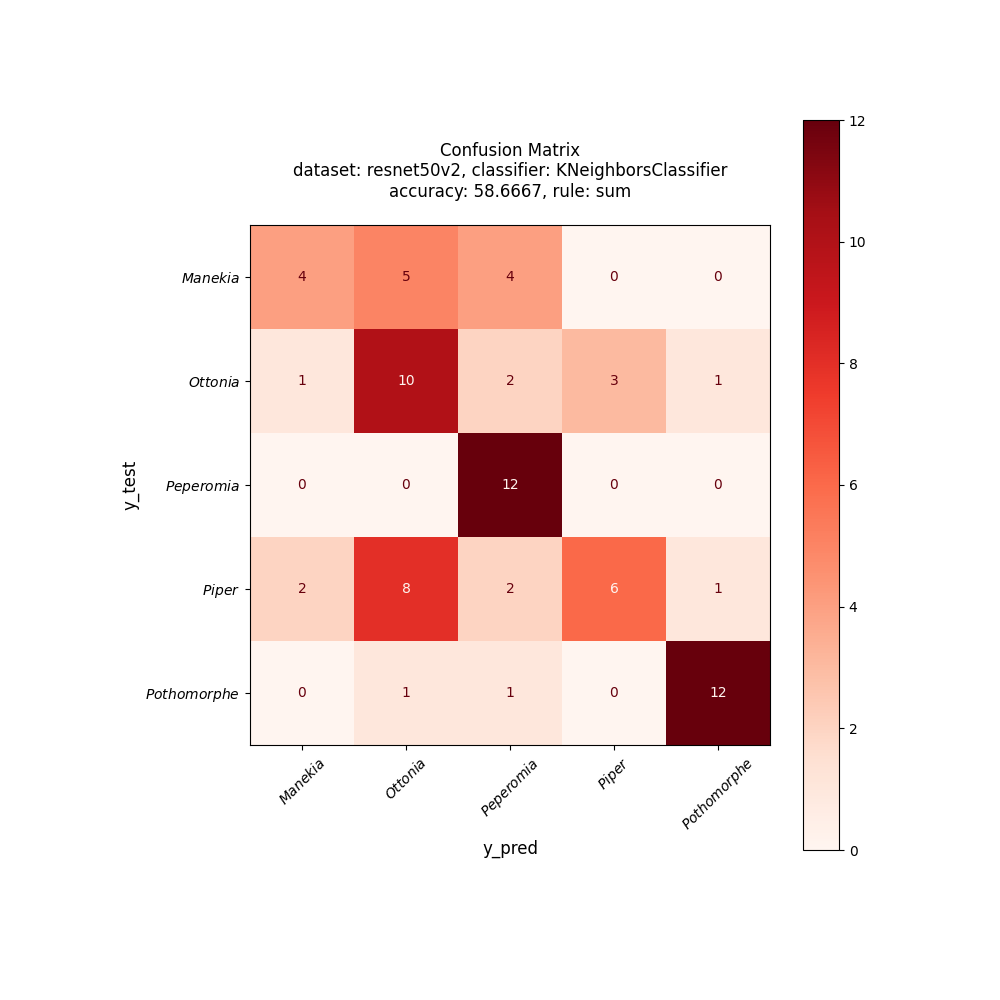 Confusion Matrix
dataset: resnet50v2, classifier: KNeighborsClassifier
accuracy: 58.6667, rule: sum
y_test
Manekia 4 5 4 0 0
Ottonia 1 10 2 3 1
Peperomia 0 0 12 0 0
Piper 2 8 2 6 1
Pothomorphe 0 1 1 0 12
Manekia Ottonia Peperomia Piper Pothomorphe
y_pred
12
10
8
6
4
2
0